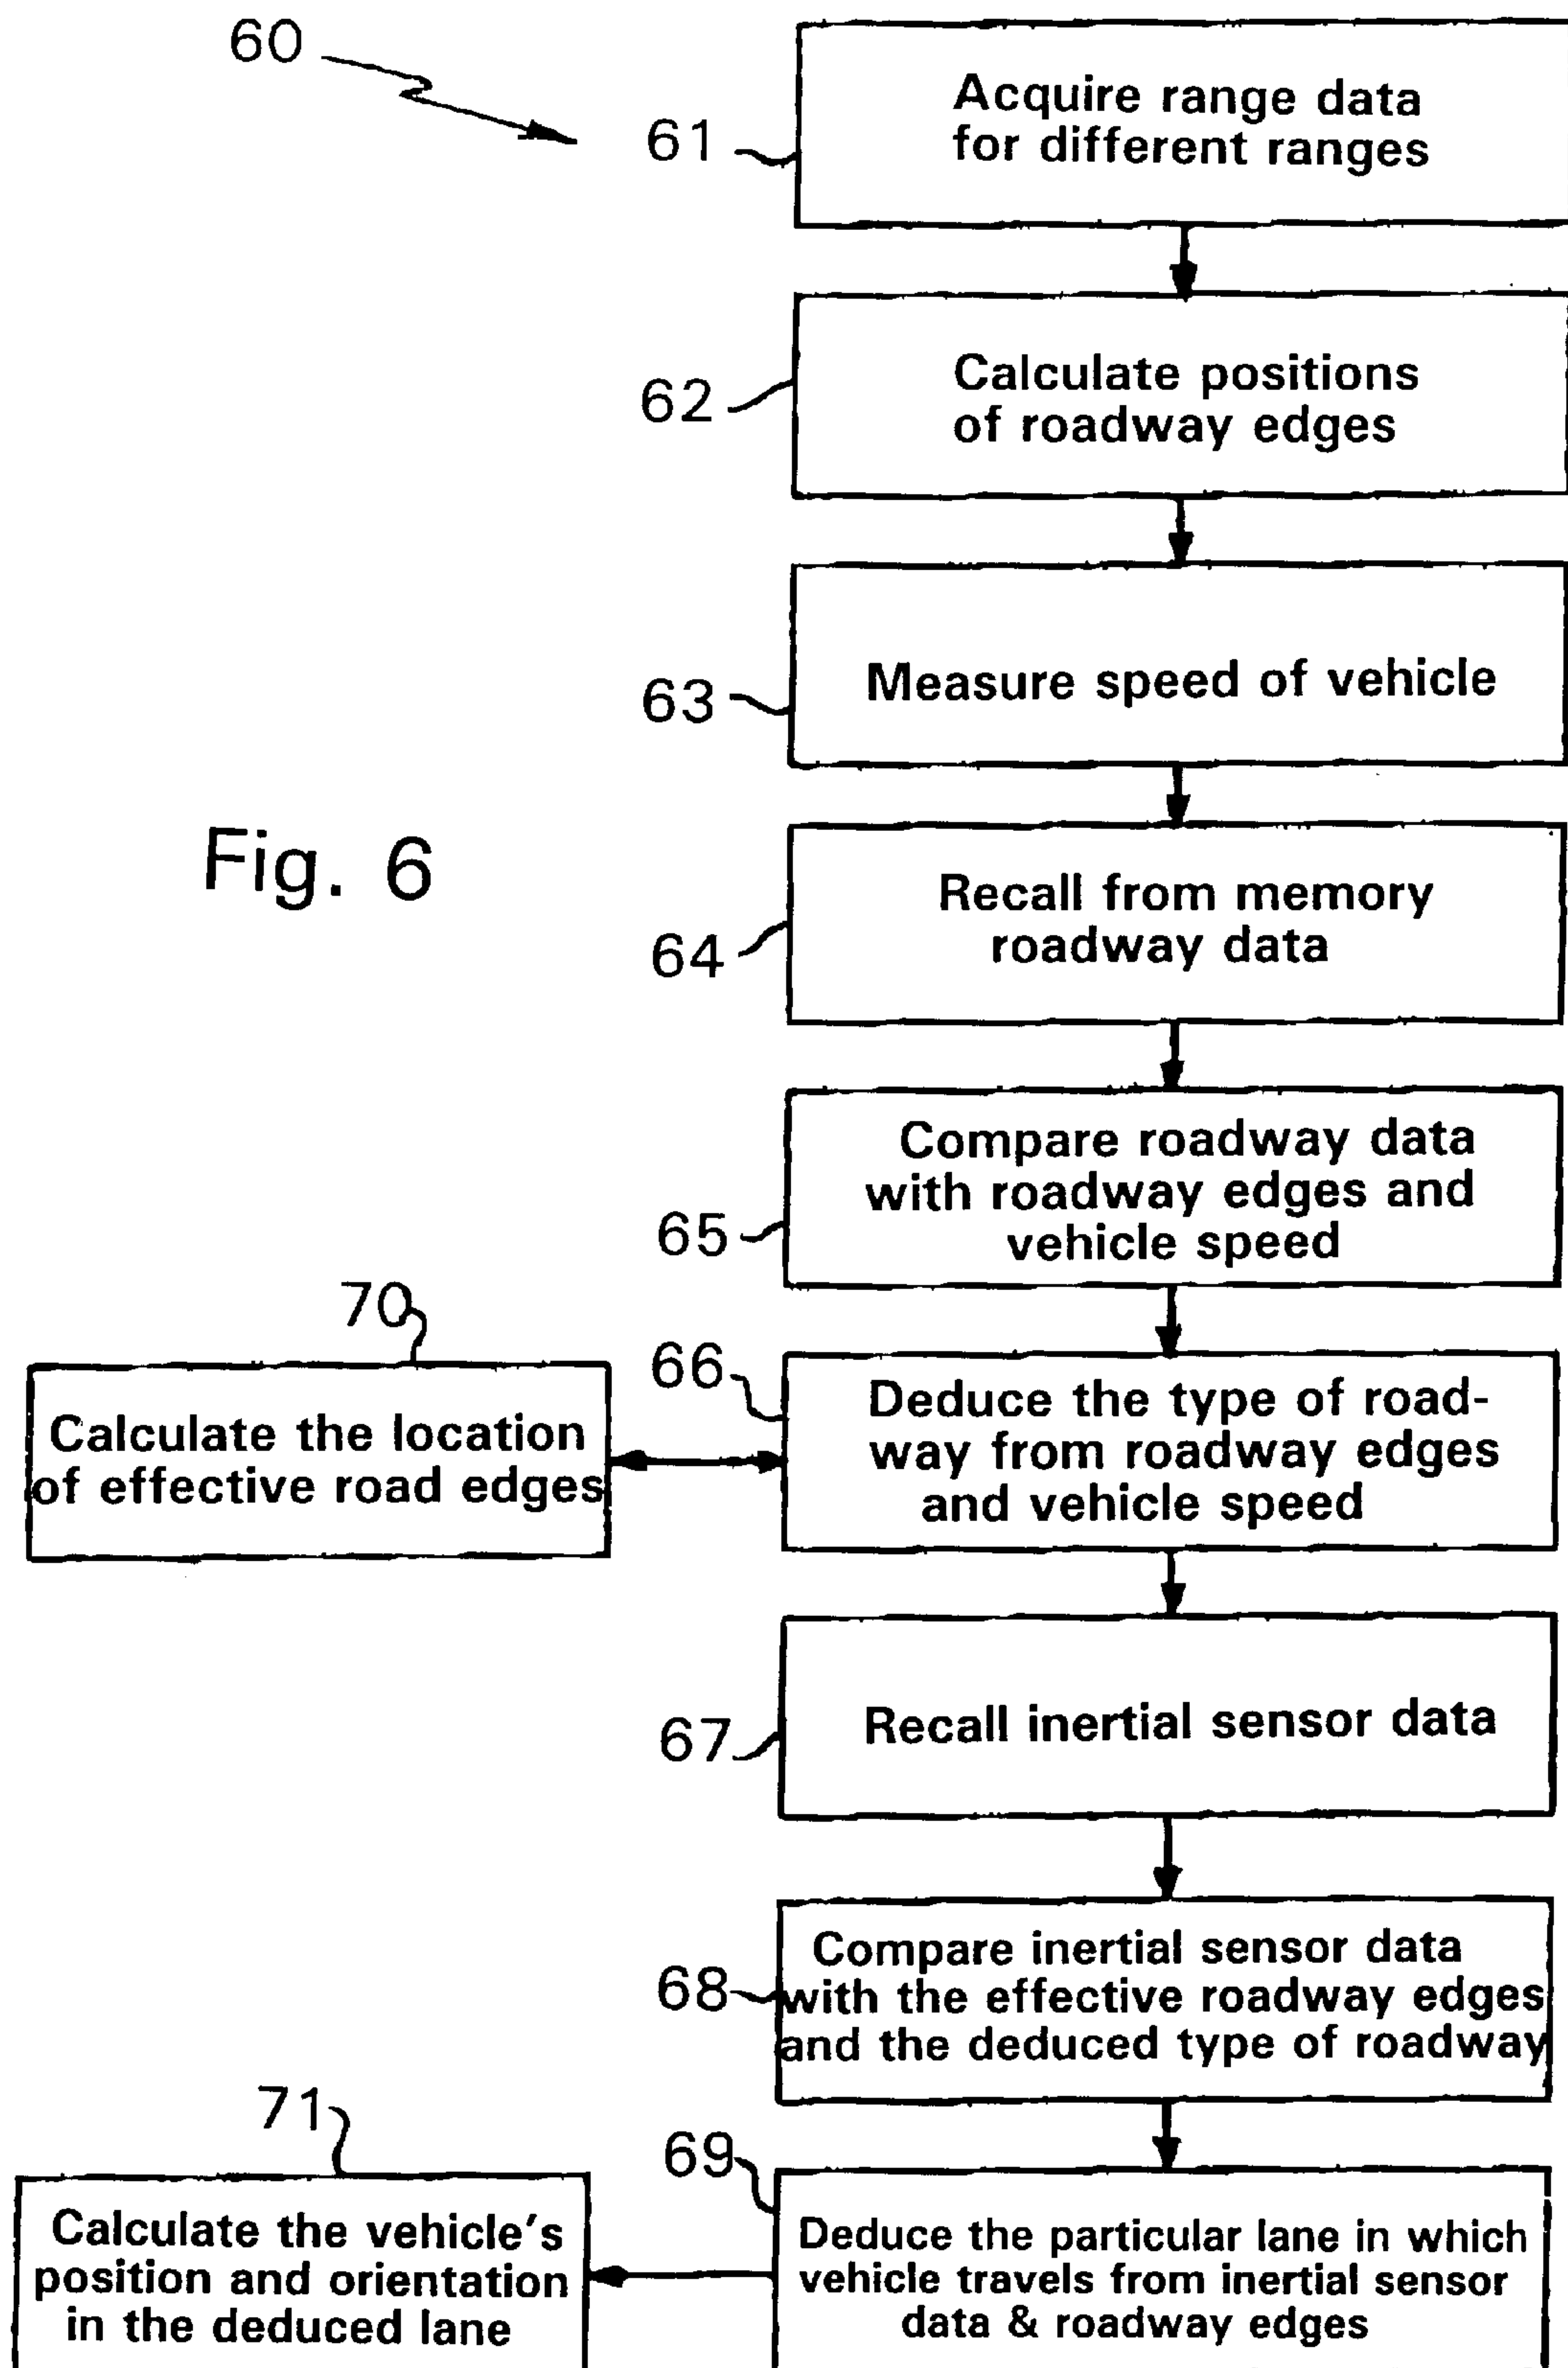 60
61
Acquire range data
for different ranges
62
Calculate positions
of roadway edges
63
Measure speed of vehicle
Fig. 6
64
Recall from memory
roadway data
65
Compare roadway data
with roadway edges and
vehicle speed
70
Calculate the location
of effective road edges
66
Deduce the type of road-
way from roadway edges
and vehicle speed
67
Recall inertial sensor data
68
Compare inertial sensor data
with the effective roadway edges
and the deduced type of roadway
71
Calculate the vehicle's
position and orientation
in the deduced lane
69
Deduce the particular lane in which
vehicle travels from inertial sensor
data & roadway edges